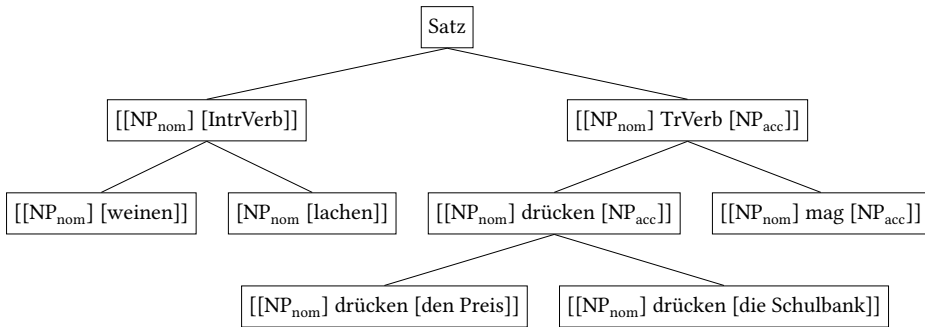 Satz
[[NPnom] [IntrVerb]] [[NPnom] TrVerb [NPacc]]
[[NPnom] [weinen]] [NPnom [lachen]] [[NPnom] drücken [NPacc]] [[NPnom] mag [NPacc]]
[[NPnom] drücken [den Preis]] [[NPnom] drücken [die Schulbank]]